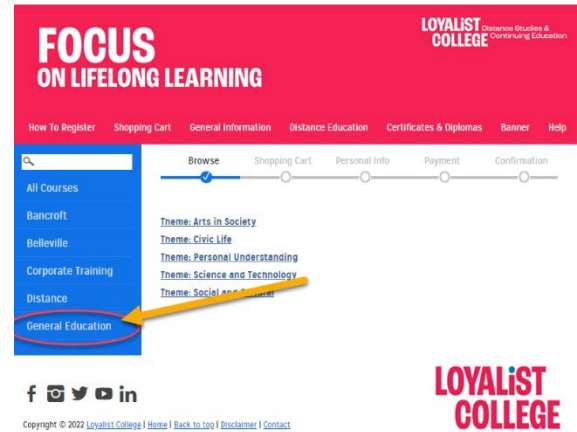 FOCUS
ON LIFELONG LEARNING
LOYALiST Distance Studies &
COLLEGE Continuing Education
How To Register Shopping Cart General Information Distance Education Certificates & Diplomas Banner Help
Browse Shopping Cart Personal Info Payment Confirmation
All Courses
Bancroft
Belleville
Corporate Training
Distance
General Education
Theme: Arts in Society
Theme: Civic Life
Theme: Personal Understanding
Theme: Science and Technology
Theme: Social and Cultural
f in
LOYALiST
COLLEGE
Copyright © 2022 Loyalist College | Home | Back to top | Disclaimer | Contact